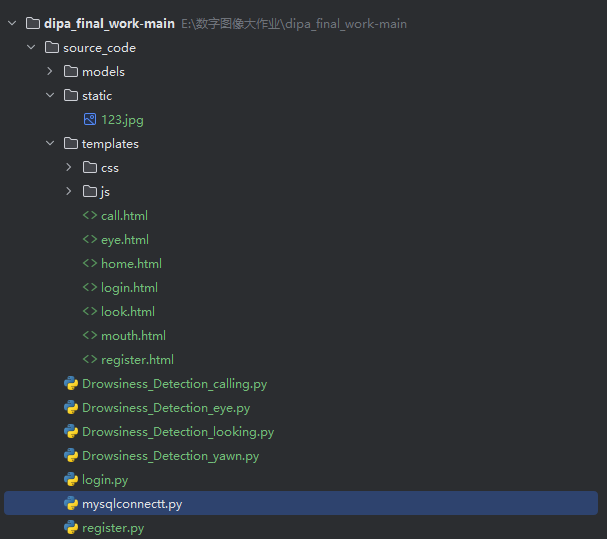 dipa_final_work-main E:\数字图像大作业\dipa_final_work-main
source_code
models
static
123.jpg
templates
css
js
call.html
eye.html
home.html
login.html
look.html
mouth.html
register.html
Drowsiness_Detection_calling.py
Drowsiness_Detection_eye.py
Drowsiness_Detection_looking.py
Drowsiness_Detection_yawn.py
login.py
mysqlconnectt.py
register.py